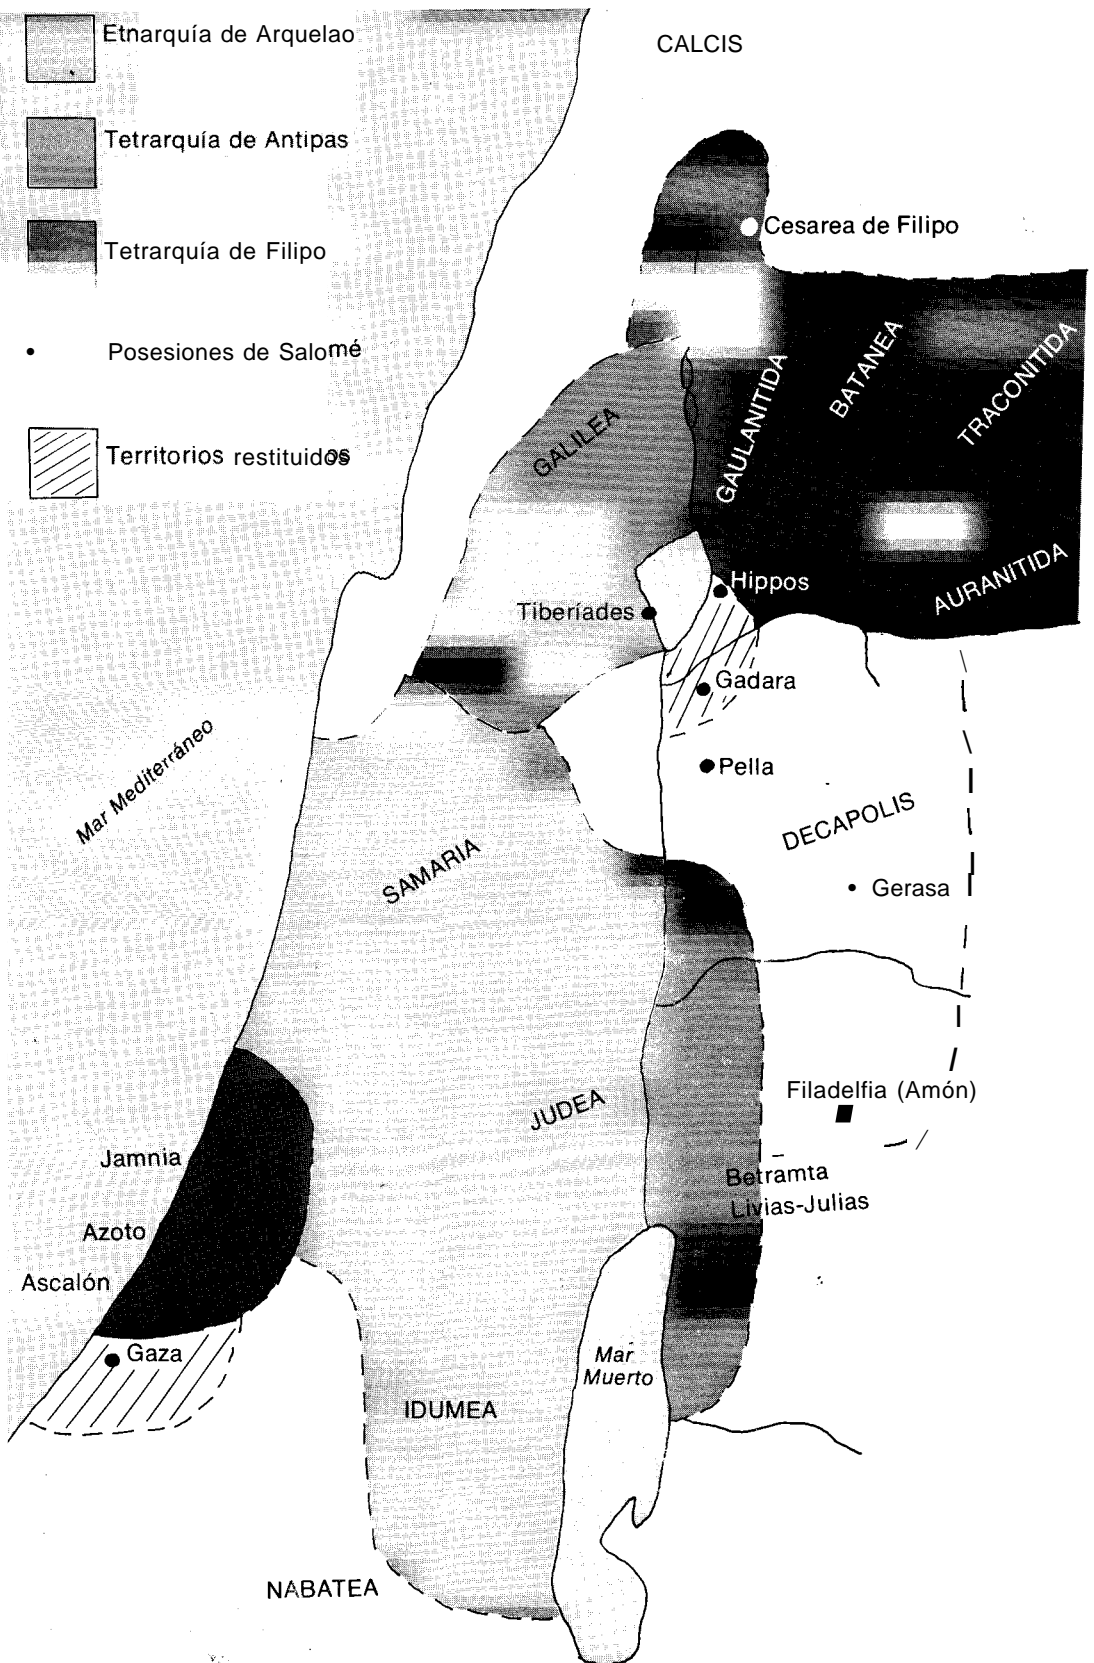 Etnarquía de Arquelao
CALCIS
Tetrarquía de Antipas
Cesarea de Filipo
Tetrarquía de Filipo
Posesiones de Salomé
BATANEA
TRACONITIDA
GAULANITIDA
GALILEA
Territorios restituidos
AURANITIDA
Hippos
Tiberíades
Gadara
Mar Mediterráneo
Pella
DECAPOLIS
SAMARIA
Gerasa
Filadelfia (Amón)
JUDEA
Jamnia
Betramta
Livias-Julias
Azoto
Ascalón
Gaza
Mar
Muerto
IDUMEA
NABATEA